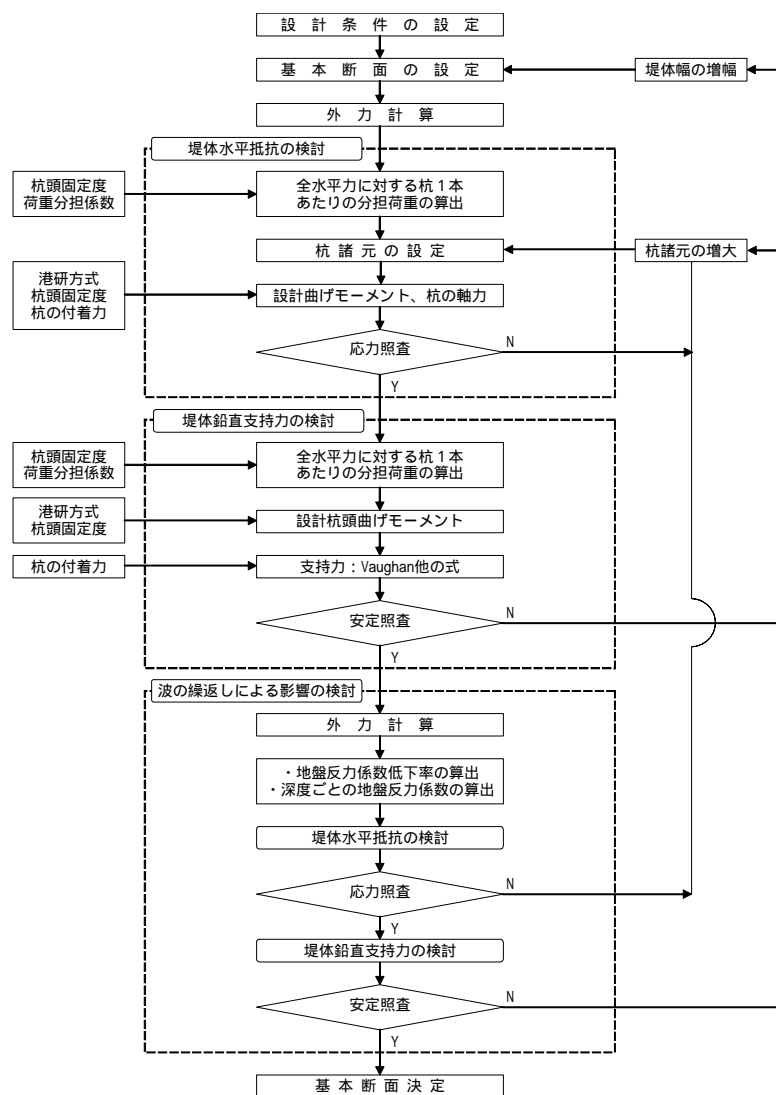 設計条件の設定
基本断面の設定
堤体幅の増幅
外力計算
堤体水平抵抗の検討
杭頭固定度
荷重分担係数
全水平力に対する杭１本
あたりの分担荷重の算出
杭諸元の設定
杭諸元の増大
港研方式
杭頭固定度
杭の付着力
設計曲げモーメント、杭の軸力
応力照査
N
Y
堤体鉛直支持力の検討
杭頭固定度
荷重分担係数
全水平力に対する杭１本
あたりの分担荷重の算出
港研方式
杭頭固定度
設計杭頭曲げモーメント
杭の付着力
支持力：Vaughan他の式
安定照査
N
Y
波の繰返しによる影響の検討
外力計算
・地盤反力係数低下率の算出
・深度ごとの地盤反力係数の算出
堤体水平抵抗の検討
応力照査
N
Y
堤体鉛直支持力の検討
安定照査
N
Y
基本断面決定